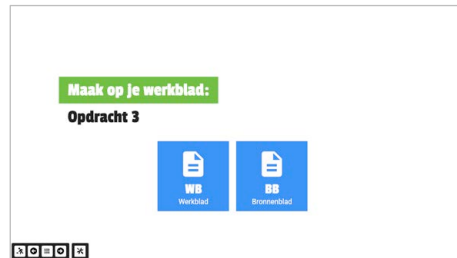 Maak op je werkblad:
Opdracht 3
WB
Werkblad
BB
Bronnenblad